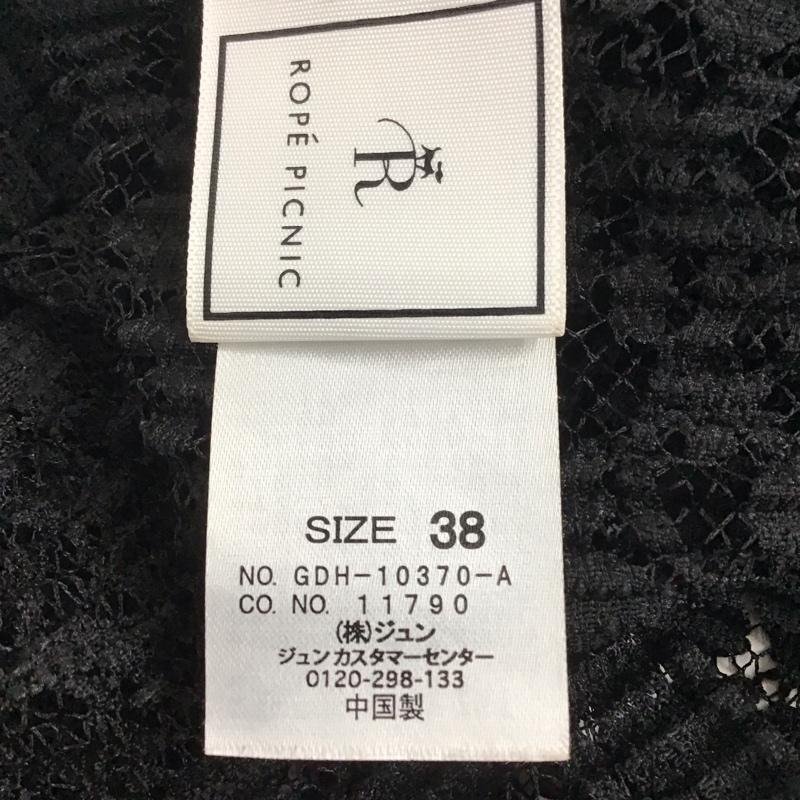 R
ROPÉ PICNIC
SIZE 38
NO. GDH-10370-A
CO. NO. 11790
(株)ジュン
ジュンカスタマーセンター
0120-298-133
中国製